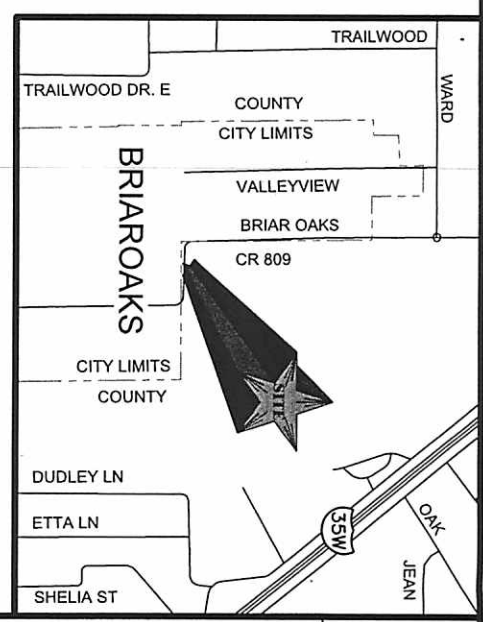 TRAILWOOD
WARD
TRAILWOOD DR. E
COUNTY
CITY LIMITS
VALLEYVIEW
BRIAROAKS
BRIAR OAKS
CR 809
SITE
CITY LIMITS
COUNTY
DUDLEY LN
35W
OAK
ETTA LN
JEAN
SHELIA ST